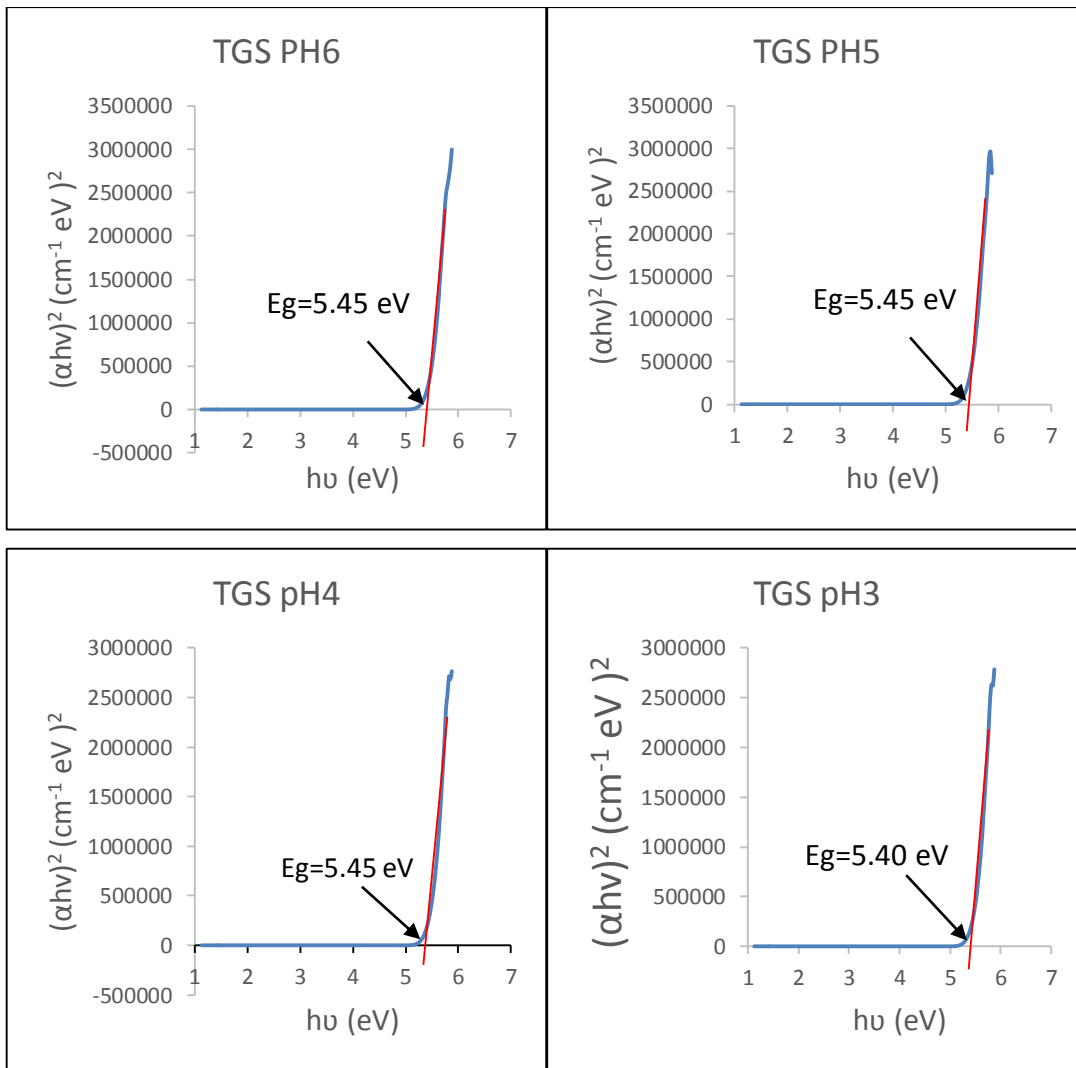 TGS PH6
3500000
3000000
2500000
2000000
1500000
1000000
500000
0
-500000
(αhν)² (cm⁻¹ eV )²
Eg=5.45 eV
1 2 3 4 5 6 7
hυ (eV)
TGS PH5
3500000
3000000
2500000
2000000
1500000
1000000
500000
0
(αhν)² (cm⁻¹ eV )²
Eg=5.45 eV
1 2 3 4 5 6 7
hυ (eV)
TGS pH4
3000000
2500000
2000000
1500000
1000000
500000
0
-500000
(αhν)² (cm⁻¹ eV )²
Eg=5.45 eV
1 2 3 4 5 6 7
hυ (eV)
TGS pH3
3000000
2500000
2000000
1500000
1000000
500000
0
(αhν)² (cm⁻¹ eV )²
Eg=5.40 eV
1 2 3 4 5 6 7
hυ (eV)